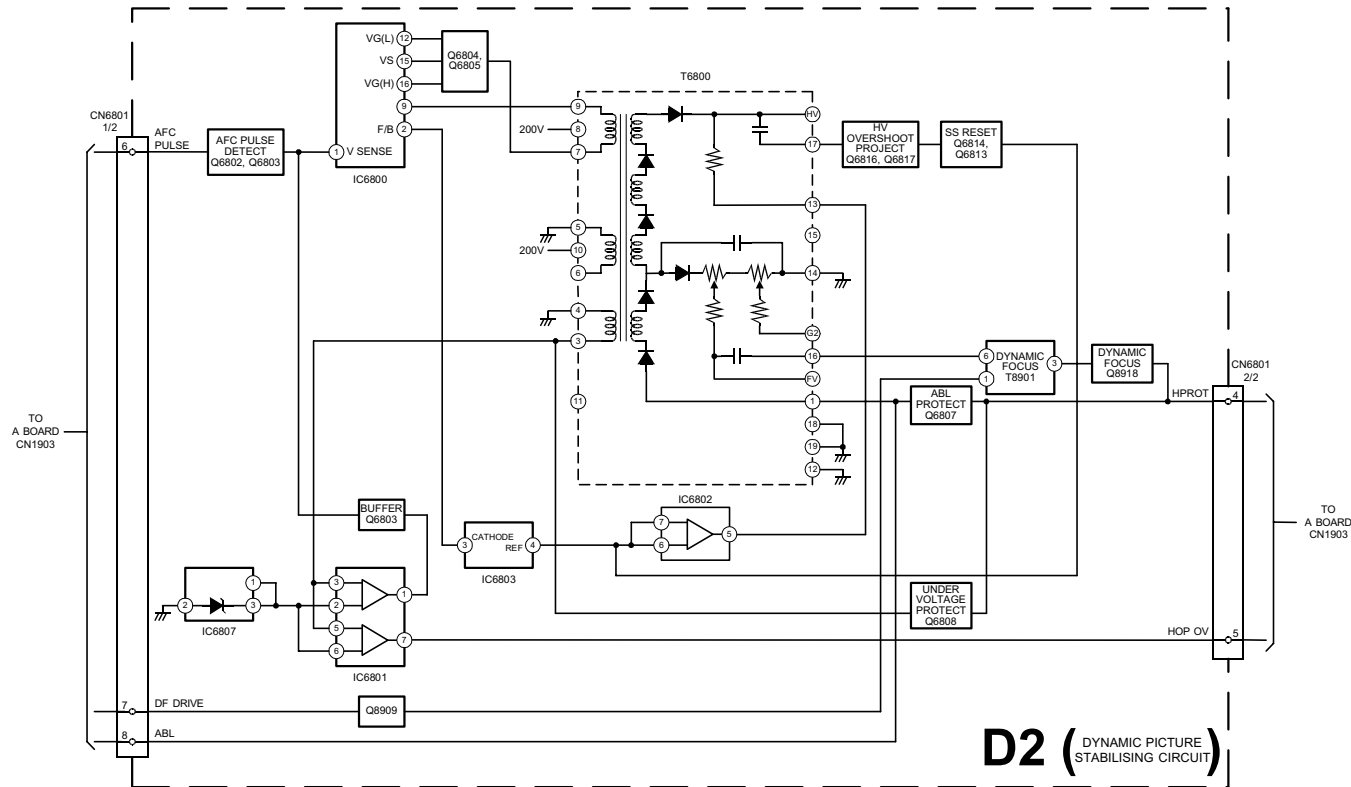 VG(L)
12
VS
15
VG(H)
16
9
F/B
2
1
V SENSE
IC6800
Q6804,
Q6805
CN6801
1/2
6
AFC
PULSE
AFC PULSE
DETECT
Q6802, Q6803
T6800
9
200V
8
7
5
200V
10
6
4
3
11
HV
17
13
15
14
G2
16
FV
1
18
19
12
HV
OVERSHOOT
PROJECT
Q6816, Q6817
SS RESET
Q6814,
Q6813
6
DYNAMIC
FOCUS
T8901
1
3
DYNAMIC
FOCUS
Q8918
CN6801
2/2
HPROT
4
ABL
PROTECT
Q6807
TO
A BOARD
CN1903
TO
A BOARD
CN1903
BUFFER
Q6803
3
CATHODE
REF
4
IC6803
IC6802
7
6
5
UNDER
VOLTAGE
PROTECT
Q6808
HOP OV
5
2
1
3
IC6807
3
2
1
5
6
7
IC6801
7
DF DRIVE
Q8909
8
ABL
D2 (DYNAMIC PICTURE
STABILISING CIRCUIT)